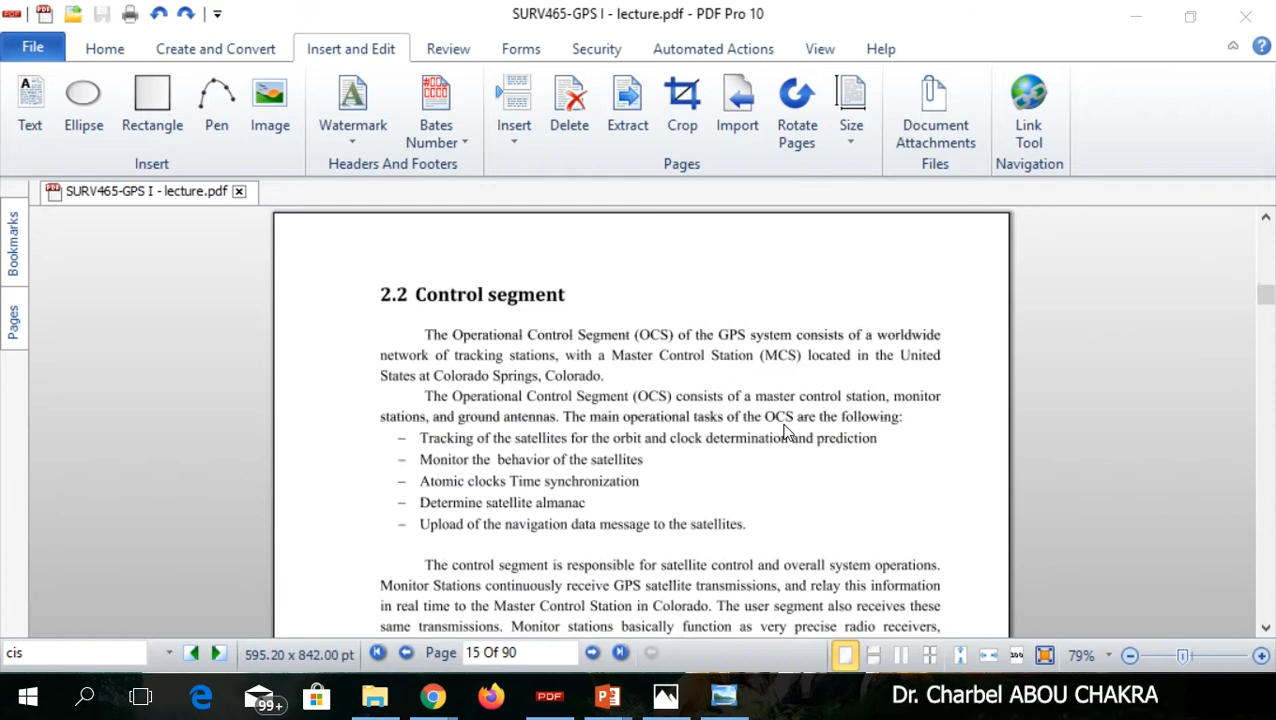 PDF
SURV465-GPS I - lecture.pdf - PDF Pro 10
File Home Create and Convert Insert and Edit Review Forms Security Automated Actions View Help
Text Ellipse Rectangle Pen Image Watermark Bates Number Insert Delete Extract Crop Import Rotate Pages Size Document Attachments Link Tool
Insert Headers And Footers Pages Files Navigation
SURV465-GPS I - lecture.pdf
Bookmarks
Pages
2.2 Control segment
The Operational Control Segment (OCS) of the GPS system consists of a worldwide
network of tracking stations, with a Master Control Station (MCS) located in the United
States at Colorado Springs, Colorado.
The Operational Control Segment (OCS) consists of a master control station, monitor
stations, and ground antennas. The main operational tasks of the OCS are the following:
– Tracking of the satellites for the orbit and clock determination and prediction
– Monitor the behavior of the satellites
– Atomic clocks Time synchronization
– Determine satellite almanac
– Upload of the navigation data message to the satellites.
The control segment is responsible for satellite control and overall system operations.
Monitor Stations continuously receive GPS satellite transmissions, and relay this information
in real time to the Master Control Station in Colorado. The user segment also receives these
same transmissions. Monitor stations basically function as very precise radio receivers,
cis 595.20 x 842.00 pt Page 15 Of 90 79%
99+ PDF Dr. Charbel ABOU CHAKRA